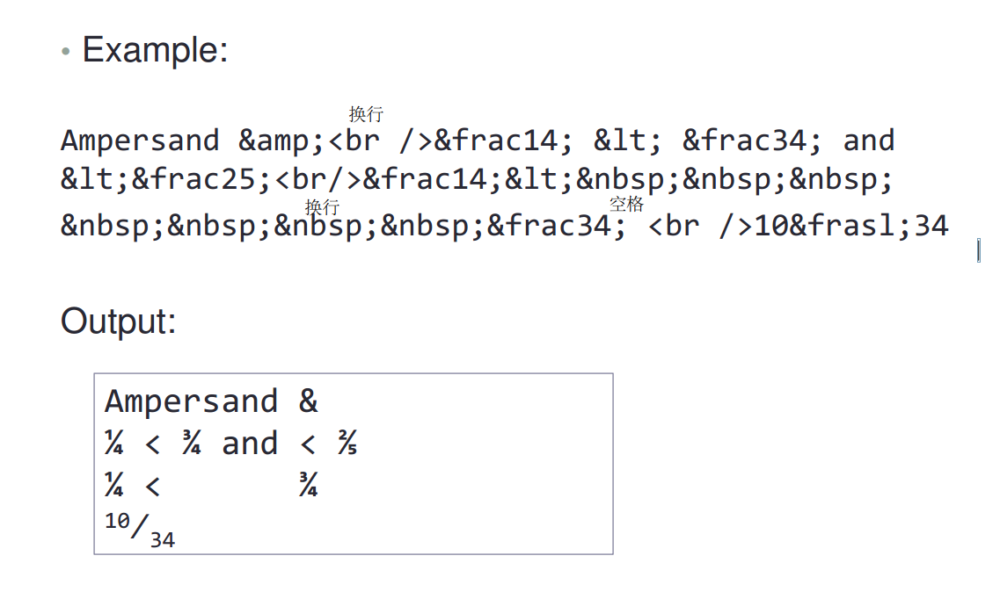 • Example:
换行
Ampersand &amp;<br />&frac14; &lt; &frac34; and
&lt;&frac25;<br/>&frac14;&lt;&nbsp;&nbsp;&nbsp;
换行 空格
&nbsp;&nbsp;&nbsp;&nbsp;&frac34; <br />10&frasl;34
Output:
Ampersand &
¼ < ¾ and < ⅖
¼ < ¾
10/34